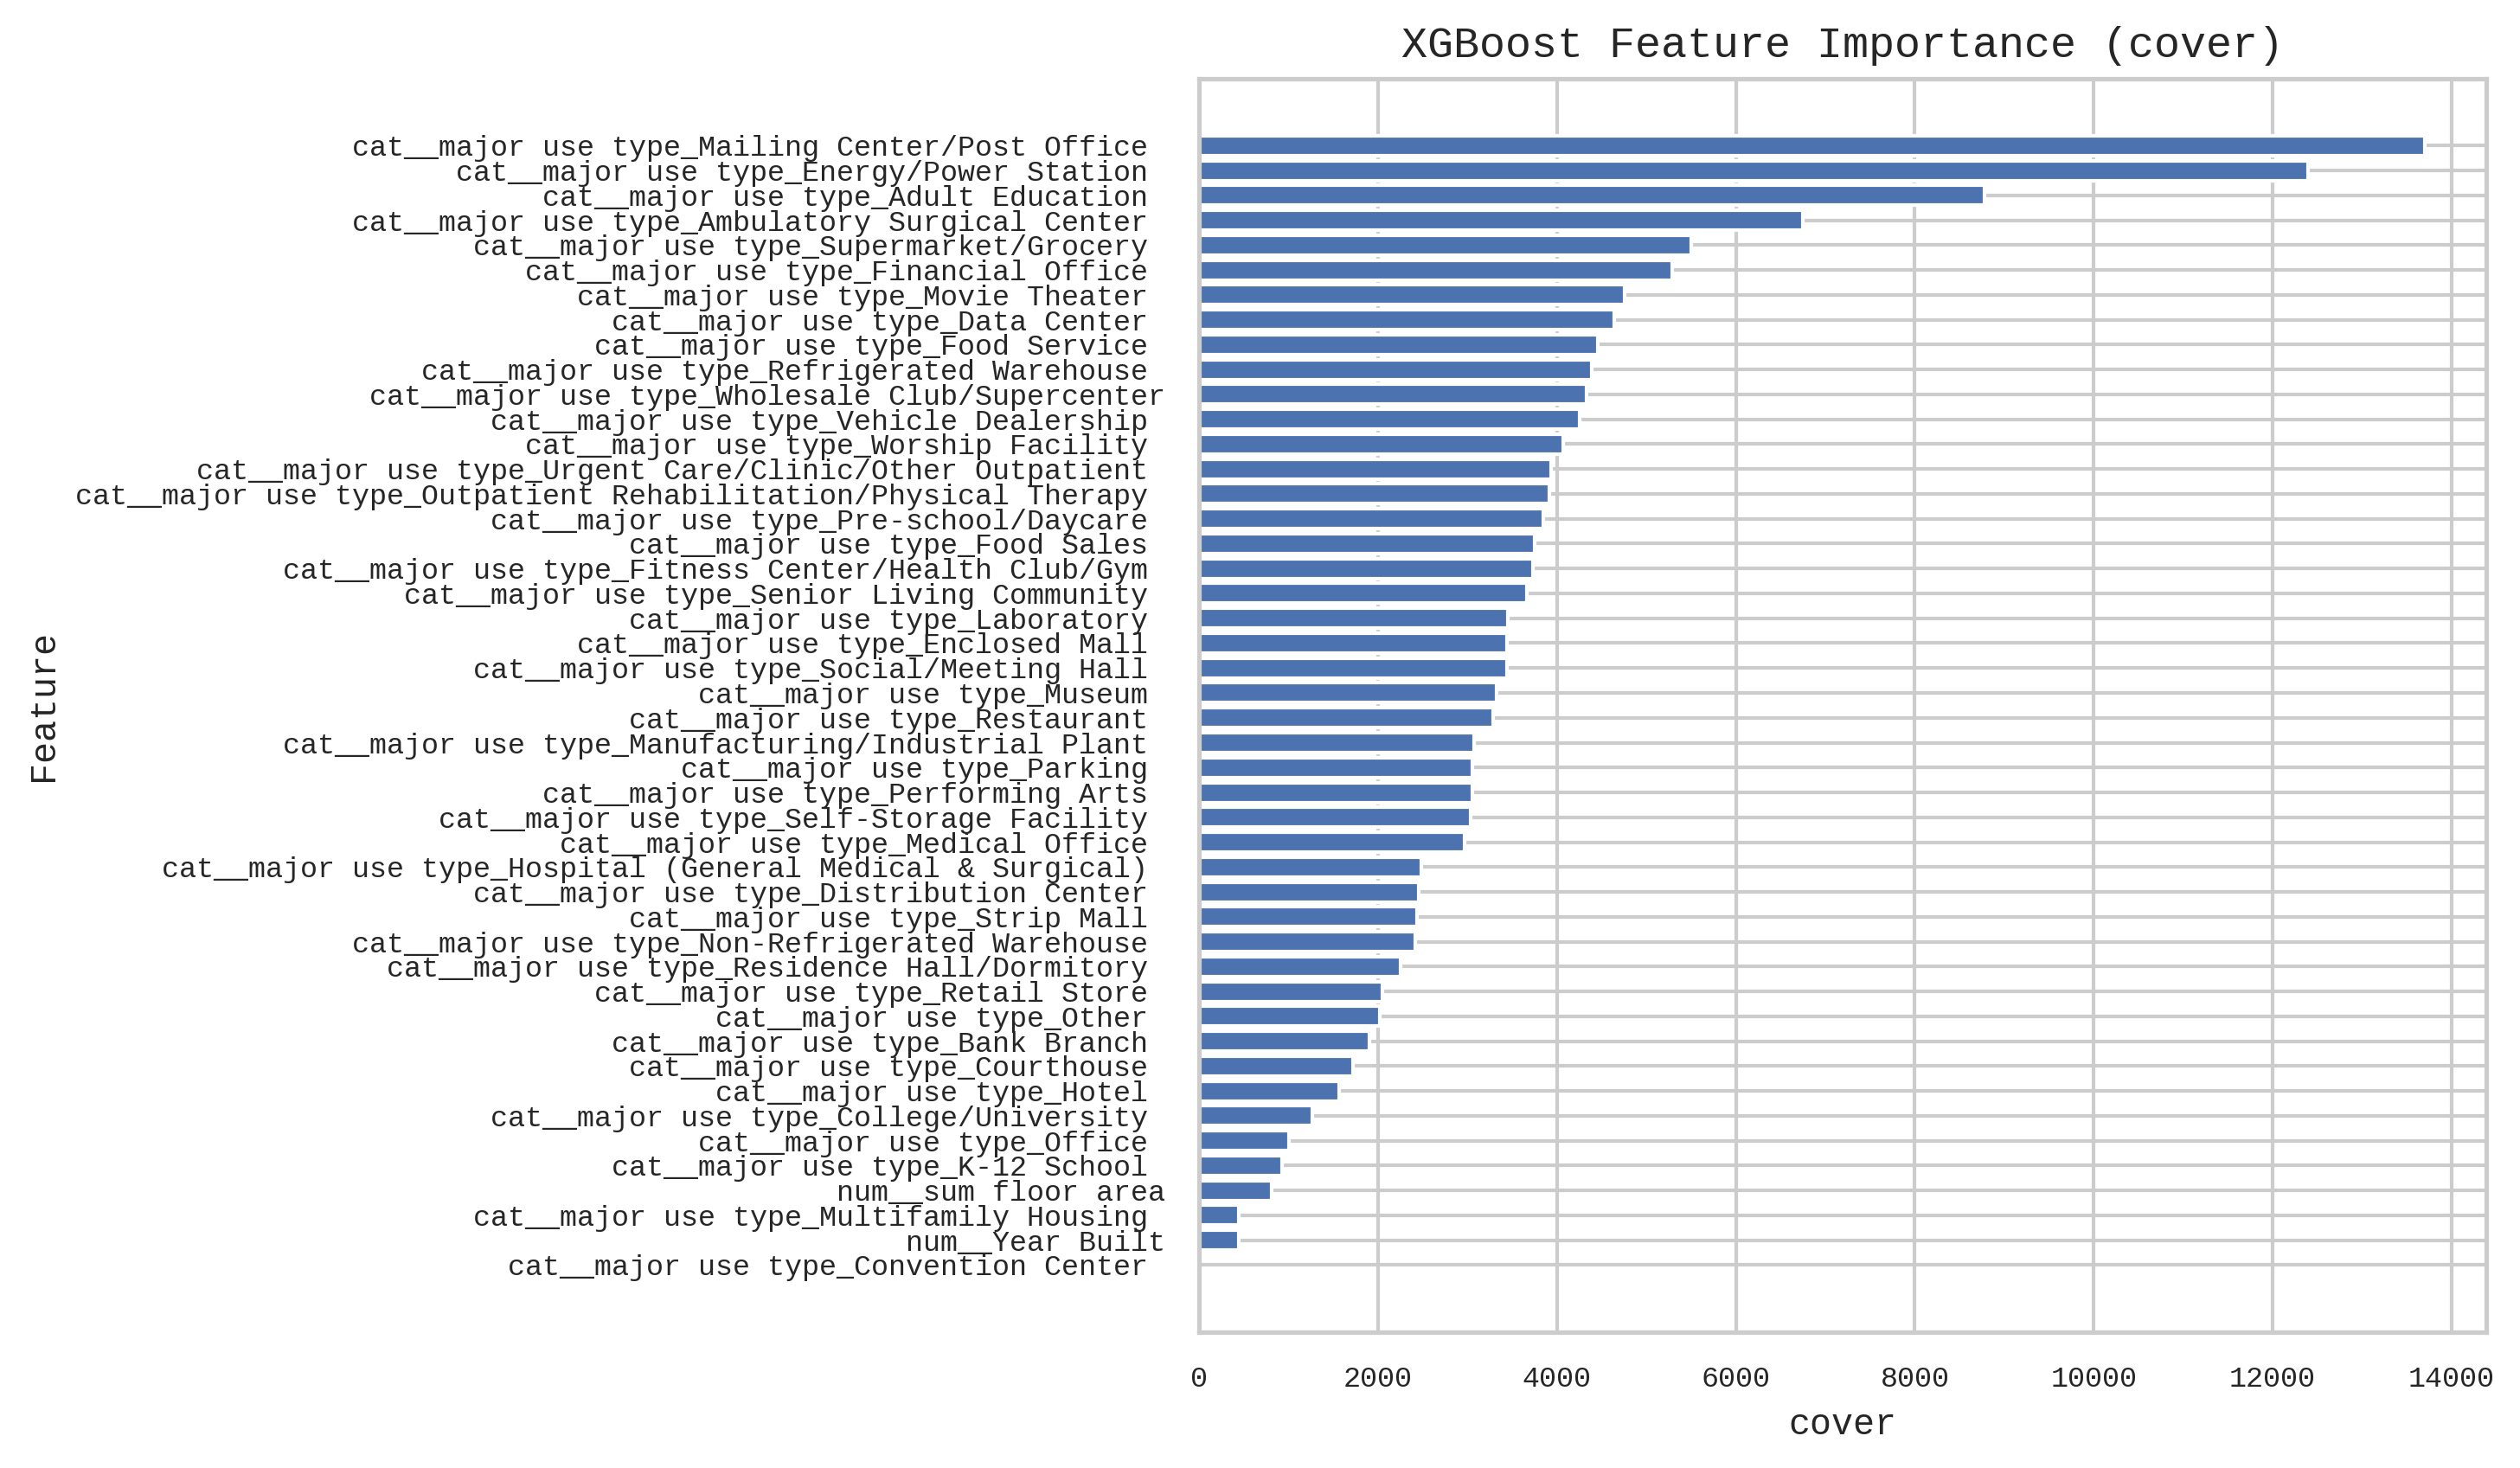 XGBoost Feature Importance (cover)
cat__major use type_Mailing Center/Post Office
cat__major use type_Energy/Power Station
cat__major use type_Adult Education
cat__major use type_Ambulatory Surgical Center
cat__major use type_Supermarket/Grocery
cat__major use type_Financial Office
cat__major use type_Movie Theater
cat__major use type_Data Center
cat__major use type_Food Service
cat__major use type_Refrigerated Warehouse
cat__major use type_Wholesale Club/Supercenter
cat__major use type_Vehicle Dealership
cat__major use type_Worship Facility
cat__major use type_Urgent Care/Clinic/Other Outpatient
cat__major use type_Outpatient Rehabilitation/Physical Therapy
cat__major use type_Pre-school/Daycare
cat__major use type_Food Sales
cat__major use type_Fitness Center/Health Club/Gym
cat__major use type_Senior Living Community
cat__major use type_Laboratory
cat__major use type_Enclosed Mall
cat__major use type_Social/Meeting Hall
cat__major use type_Museum
cat__major use type_Restaurant
cat__major use type_Manufacturing/Industrial Plant
cat__major use type_Parking
cat__major use type_Performing Arts
cat__major use type_Self-Storage Facility
cat__major use type_Medical Office
cat__major use type_Hospital (General Medical & Surgical)
cat__major use type_Distribution Center
cat__major use type_Strip Mall
cat__major use type_Non-Refrigerated Warehouse
cat__major use type_Residence Hall/Dormitory
cat__major use type_Retail Store
cat__major use type_Other
cat__major use type_Bank Branch
cat__major use type_Courthouse
cat__major use type_Hotel
cat__major use type_College/University
cat__major use type_Office
cat__major use type_K-12 School
num__sum floor area
cat__major use type_Multifamily Housing
num__Year Built
cat__major use type_Convention Center
Feature
0 2000 4000 6000 8000 10000 12000 14000
cover